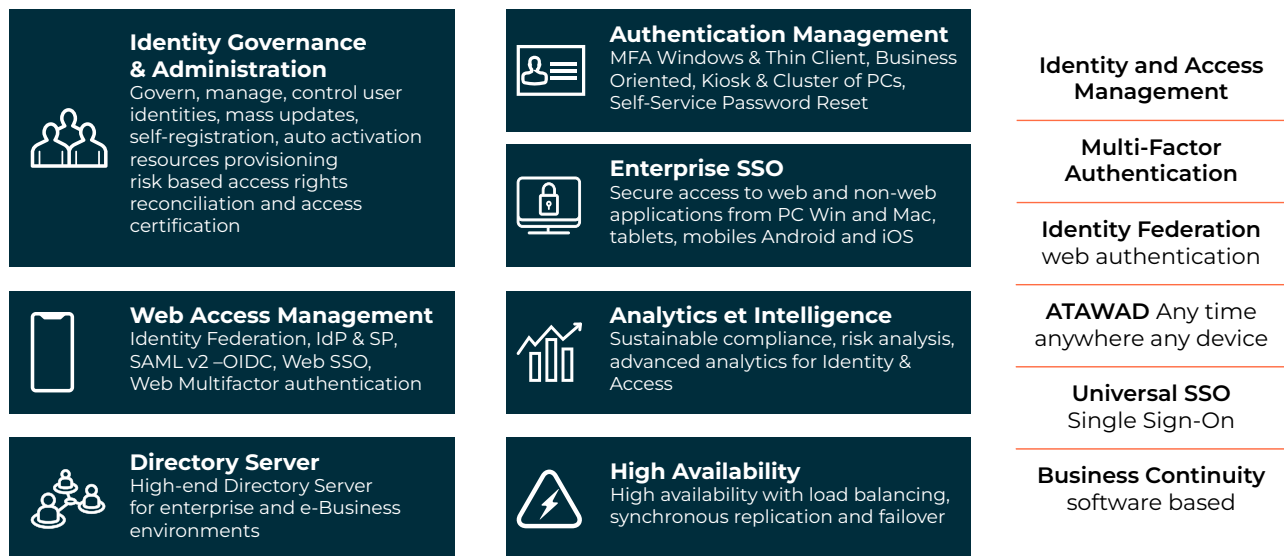 Identity Governance
& Administration
Govern, manage, control user
identities, mass updates,
self-registration, auto activation
resources provisioning
risk based access rights
reconciliation and access
certification
Web Access Management
Identity Federation, IdP & SP,
SAML v2 –OIDC, Web SSO,
Web Multifactor authentication
Directory Server
High-end Directory Server
for enterprise and e-Business
environments
Authentication Management
MFA Windows & Thin Client, Business
Oriented, Kiosk & Cluster of PCs,
Self-Service Password Reset
Enterprise SSO
Secure access to web and non-web
applications from PC Win and Mac,
tablets, mobiles Android and iOS
Analytics et Intelligence
Sustainable compliance, risk analysis,
advanced analytics for Identity &
Access
High Availability
High availability with load balancing,
synchronous replication and failover
Identity and Access
Management
Multi-Factor
Authentication
Identity Federation
web authentication
ATAWAD Any time
anywhere any device
Universal SSO
Single Sign-On
Business Continuity
software based